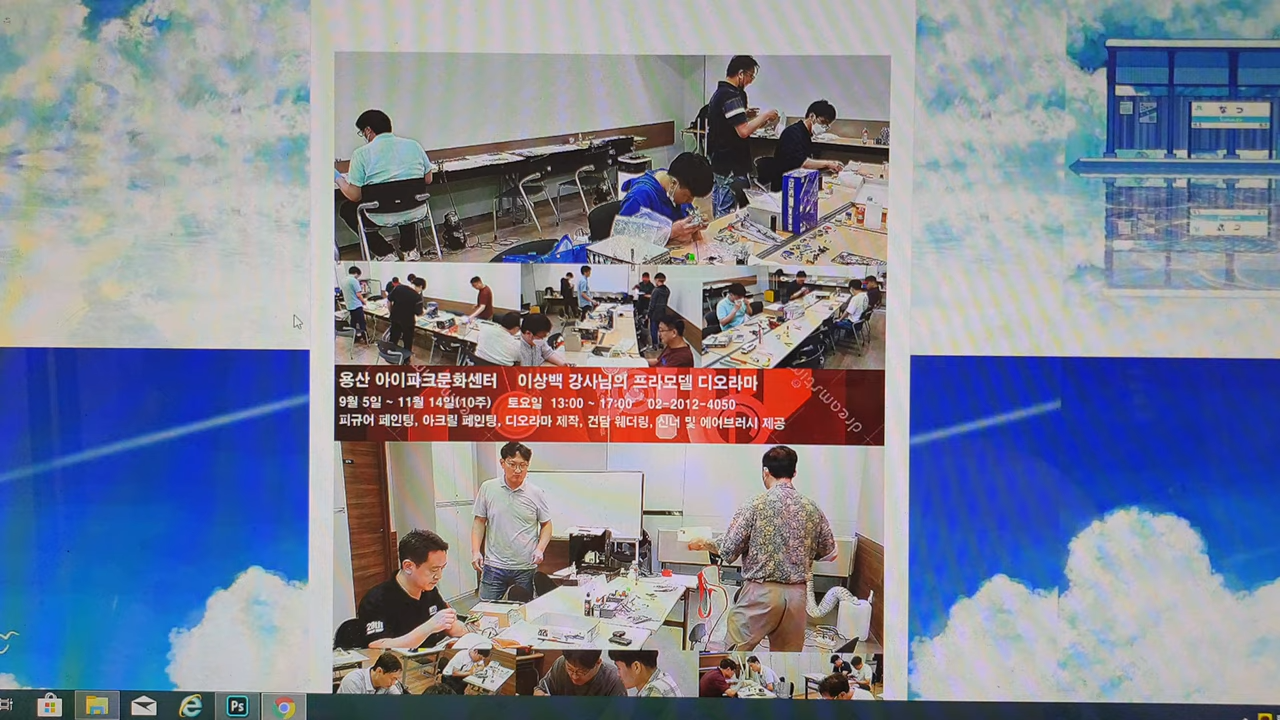 なつ
용산 아이파크문화센터 이상백 강사님의 프라모델 디오라마
9월 5일 ~ 11월 14일(10주) 토요일 13:00 ~ 17:00 02-2012-4050
피규어 페인팅, 아크릴 페인팅, 디오라마 제작, 건담 웨더링, 신너 및 에어브러시 제공
dreamstime
Ps